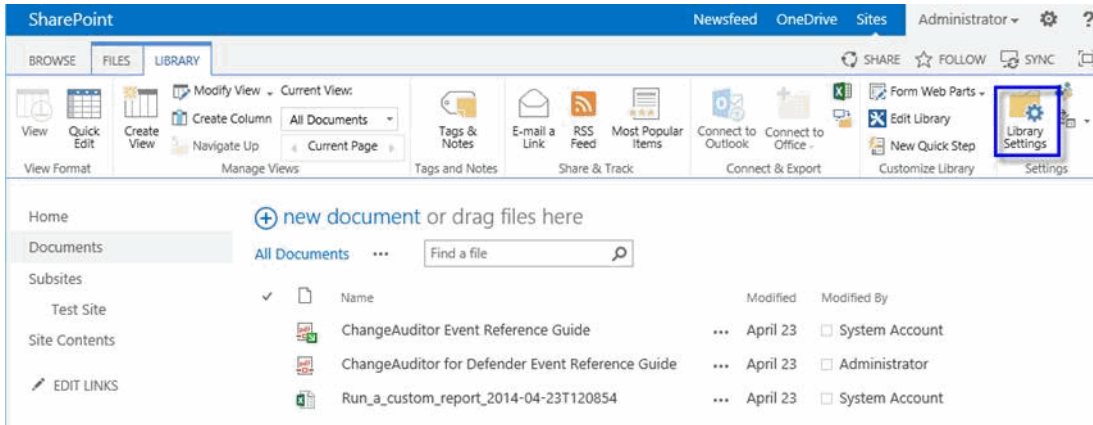 SharePoint Newsfeed OneDrive Sites Administrator ?
BROWSE FILES LIBRARY SHARE FOLLOW SYNC
View
Quick
Edit
View Format
Create
View
Modify View
Create Column
Navigate Up
Current View:
All Documents
Current Page
Manage Views
Tags &
Notes
Tags and Notes
E-mail a
Link
RSS
Feed
Most Popular
Items
Share & Track
Connect to
Outlook
Connect to
Office
Connect & Export
Form Web Parts
Edit Library
New Quick Step
Customize Library
Library
Settings
Settings
Home
Documents
Subsites
Test Site
Site Contents
EDIT LINKS
new document or drag files here
All Documents ... Find a file
Name Modified Modified By
ChangeAuditor Event Reference Guide ... April 23 System Account
ChangeAuditor for Defender Event Reference Guide ... April 23 Administrator
Run_a_custom_report_2014-04-23T120854 ... April 23 System Account